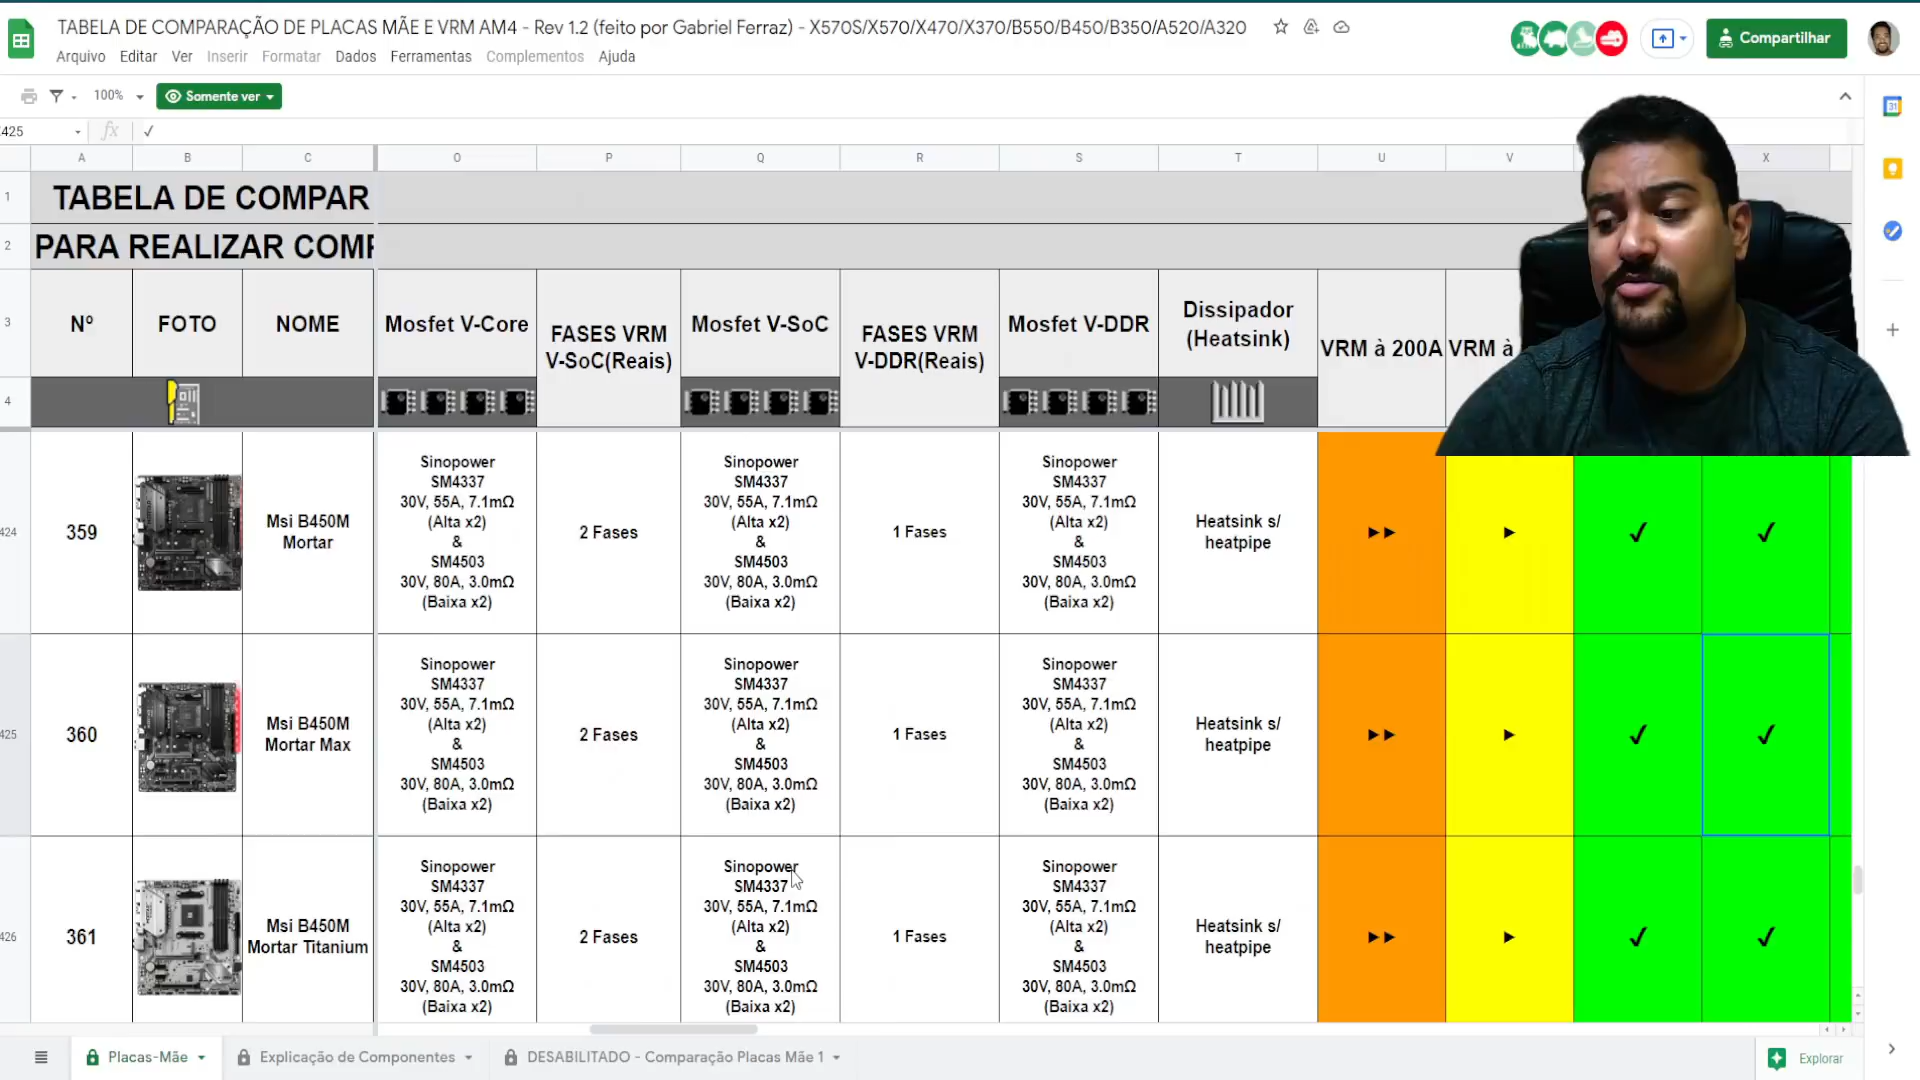 TABELA DE COMPARAÇÃO DE PLACAS MÃE E VRM AM4 - Rev 1.2 (feito por Gabriel Ferraz) - X570S/X570/X470/X370/B550/B450/B350/A520/A320
Arquivo Editar Ver Inserir Formatar Dados Ferramentas Complementos Ajuda
Compartilhar
100% Somente ver
425 fx ✓
A B C O P Q R S T U V X
1 TABELA DE COMPAR
2 PARA REALIZAR COMP
3 Nº FOTO NOME Mosfet V-Core FASES VRM V-SoC(Reais) Mosfet V-SoC FASES VRM V-DDR(Reais) Mosfet V-DDR Dissipador (Heatsink) VRM à 200A VRM à
4
424
359
Msi B450M
Mortar
Sinopower
SM4337
30V, 55A, 7.1mΩ
(Alta x2)
&
SM4503
30V, 80A, 3.0mΩ
(Baixa x2)
2 Fases
Sinopower
SM4337
30V, 55A, 7.1mΩ
(Alta x2)
&
SM4503
30V, 80A, 3.0mΩ
(Baixa x2)
1 Fases
Sinopower
SM4337
30V, 55A, 7.1mΩ
(Alta x2)
&
SM4503
30V, 80A, 3.0mΩ
(Baixa x2)
Heatsink s/
heatpipe
►► ► ✓ ✓
425
360
Msi B450M
Mortar Max
Sinopower
SM4337
30V, 55A, 7.1mΩ
(Alta x2)
&
SM4503
30V, 80A, 3.0mΩ
(Baixa x2)
2 Fases
Sinopower
SM4337
30V, 55A, 7.1mΩ
(Alta x2)
&
SM4503
30V, 80A, 3.0mΩ
(Baixa x2)
1 Fases
Sinopower
SM4337
30V, 55A, 7.1mΩ
(Alta x2)
&
SM4503
30V, 80A, 3.0mΩ
(Baixa x2)
Heatsink s/
heatpipe
►► ► ✓ ✓
426
361
Msi B450M
Mortar Titanium
Sinopower
SM4337
30V, 55A, 7.1mΩ
(Alta x2)
&
SM4503
30V, 80A, 3.0mΩ
(Baixa x2)
2 Fases
Sinopower
SM4337
30V, 55A, 7.1mΩ
(Alta x2)
&
SM4503
30V, 80A, 3.0mΩ
(Baixa x2)
1 Fases
Sinopower
SM4337
30V, 55A, 7.1mΩ
(Alta x2)
&
SM4503
30V, 80A, 3.0mΩ
(Baixa x2)
Heatsink s/
heatpipe
►► ► ✓ ✓
Placas-Mãe Explicação de Componentes DESABILITADO - Comparação Placas Mãe 1 Explorar